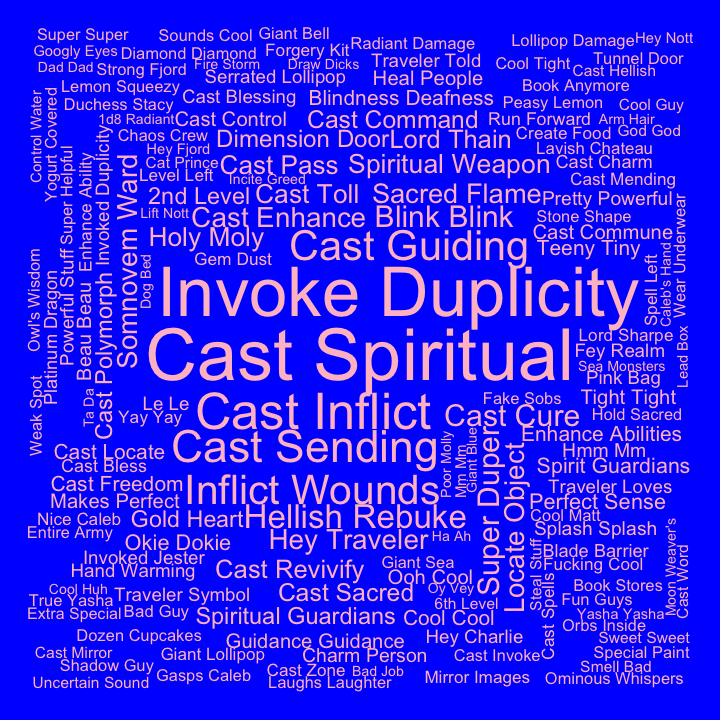 Super Super
Sounds Cool
Giant Bell
Googly Eyes
Diamond Diamond
Forgery Kit
Radiant Damage
Lollipop Damage
Hey Nott
Dad Dad
Strong Fjord
Fire Storm
Draw Dicks
Traveler Told
Cool Tight
Tunnel Door
Cast Hellish
Lemon Squeezy
Serrated Lollipop
Heal People
Book Anymore
Duchess Stacy
Cast Blessing
Blindness Deafness
Peasy Lemon
Cool Guy
1d8 Radiant
Cast Control
Cast Command
Run Forward
Arm Hair
Chaos Crew
Dimension Door
Lord Thain
Create Food
God God
Hey Fjord
Lavish Chateau
Cat Prince
Cast Pass
Spiritual Weapon
Cast Charm
Level Left
Incite Greed
Cast Mending
2nd Level
Cast Toll
Sacred Flame
Pretty Powerful
Lift Nott
Cast Enhance
Blink Blink
Stone Shape
Cast Commune
Holy Moly
Cast Guiding
Teeny Tiny
Gem Dust
Control Water
Yogurt Covered
Super Helpful
Enhance Ability
Invoked Duplicity
Somnovem Ward
Dog Bed
Owl's Wisdom
Platinum Dragon
Powerful Stuff
Beau Beau
Cast Polymorph
Spell Left
Caleb's Hand
Wear Underwear
Invoke Duplicity
Cast Spiritual
Lord Sharpe
Fey Realm
Sea Monsters
Pink Bag
Lead Box
Weak Spot
Ta Da
Le Le
Yay Yay
Cast Inflict
Fake Sobs
Tight Tight
Cast Cure
Hold Sacred
Cast Locate
Cast Sending
Enhance Abilities
Cast Bless
Hmm Mm
Poor Molly
Mm Mm
Giant Blue
Super Duper
Locate Object
Spirit Guardians
Cast Freedom
Inflict Wounds
Traveler Loves
Makes Perfect
Perfect Sense
Nice Caleb
Gold Heart
Hellish Rebuke
Cool Matt
Entire Army
Splash Splash
Okie Dokie
Hey Traveler
Ha Ah
Steal Stuff
Cast Spells
Blade Barrier
Invoked Jester
Giant Sea
Fucking Cool
Moon Weaver's
Cast Word
Hand Warming
Cast Revivify
Ooh Cool
Cool Huh
Oy Vey
Book Stores
True Yasha
Traveler Symbol
Cast Sacred
6th Level
Fun Guys
Extra Special
Bad Guy
Spiritual Guardians
Cool Cool
Yasha Yasha
Orbs Inside
Dozen Cupcakes
Guidance Guidance
Hey Charlie
Sweet Sweet
Cast Mirror
Giant Lollipop
Charm Person
Cast Invoke
Special Paint
Shadow Guy
Cast Zone
Bad Job
Smell Bad
Uncertain Sound
Gasps Caleb
Laughs Laughter
Mirror Images
Ominous Whispers